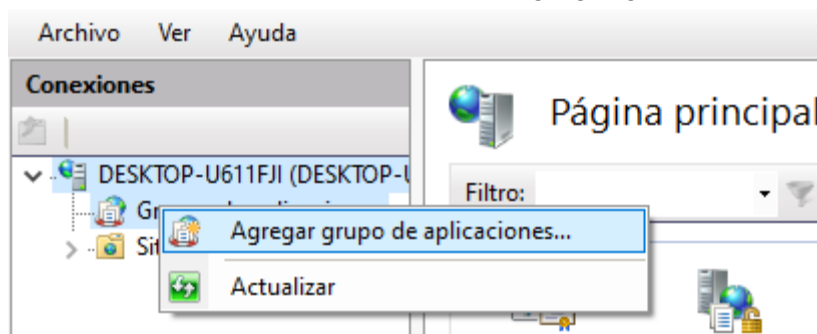 Archivo Ver Ayuda
Conexiones
Página principal
DESKTOP-U611FJI (DESKTOP-U
Filtro:
Agregar grupo de aplicaciones...
Actualizar